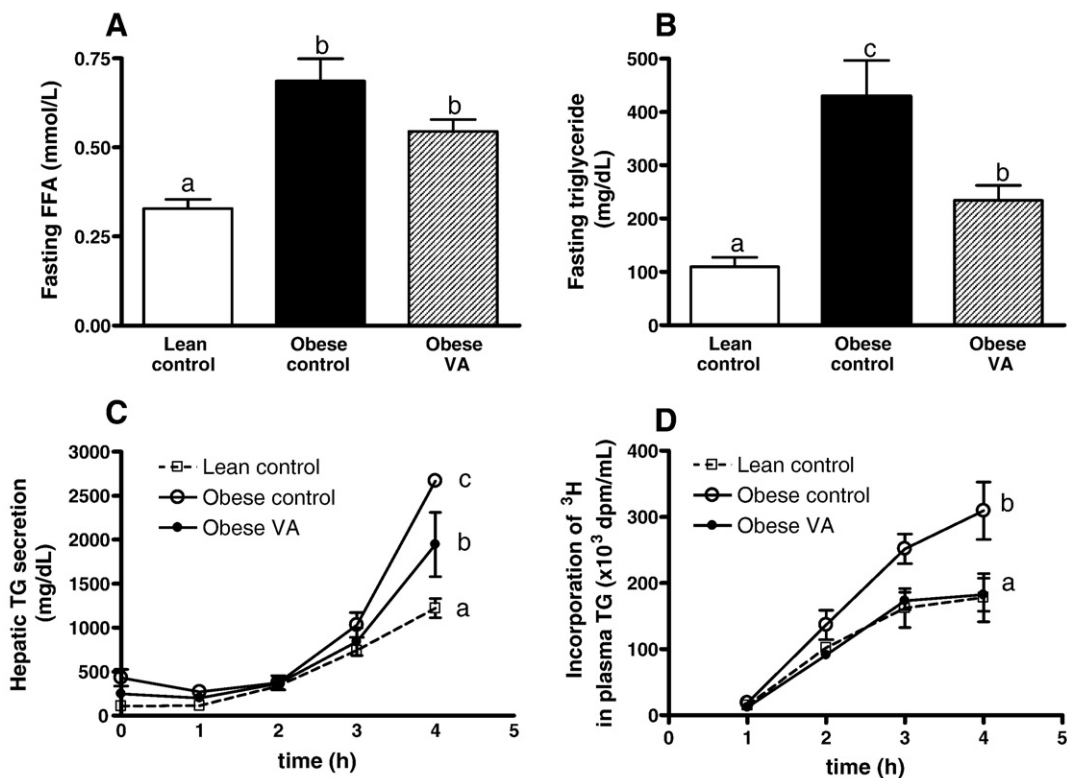 A
Fasting FFA (mmol/L)
0.75
0.50
0.25
0.00
a
b
b
Lean control
Obese control
Obese VA
B
Fasting triglyceride (mg/dL)
500
400
300
200
100
0
a
c
b
Lean control
Obese control
Obese VA
C
Hepatic TG secretion (mg/dL)
3000
2500
2000
1500
1000
500
0
Lean control
Obese control
Obese VA
c
b
a
0 1 2 3 4 5
time (h)
D
Incorporation of ³H in plasma TG (x10³ dpm/mL)
400
300
200
100
0
Lean control
Obese control
Obese VA
b
a
0 1 2 3 4 5
time (h)